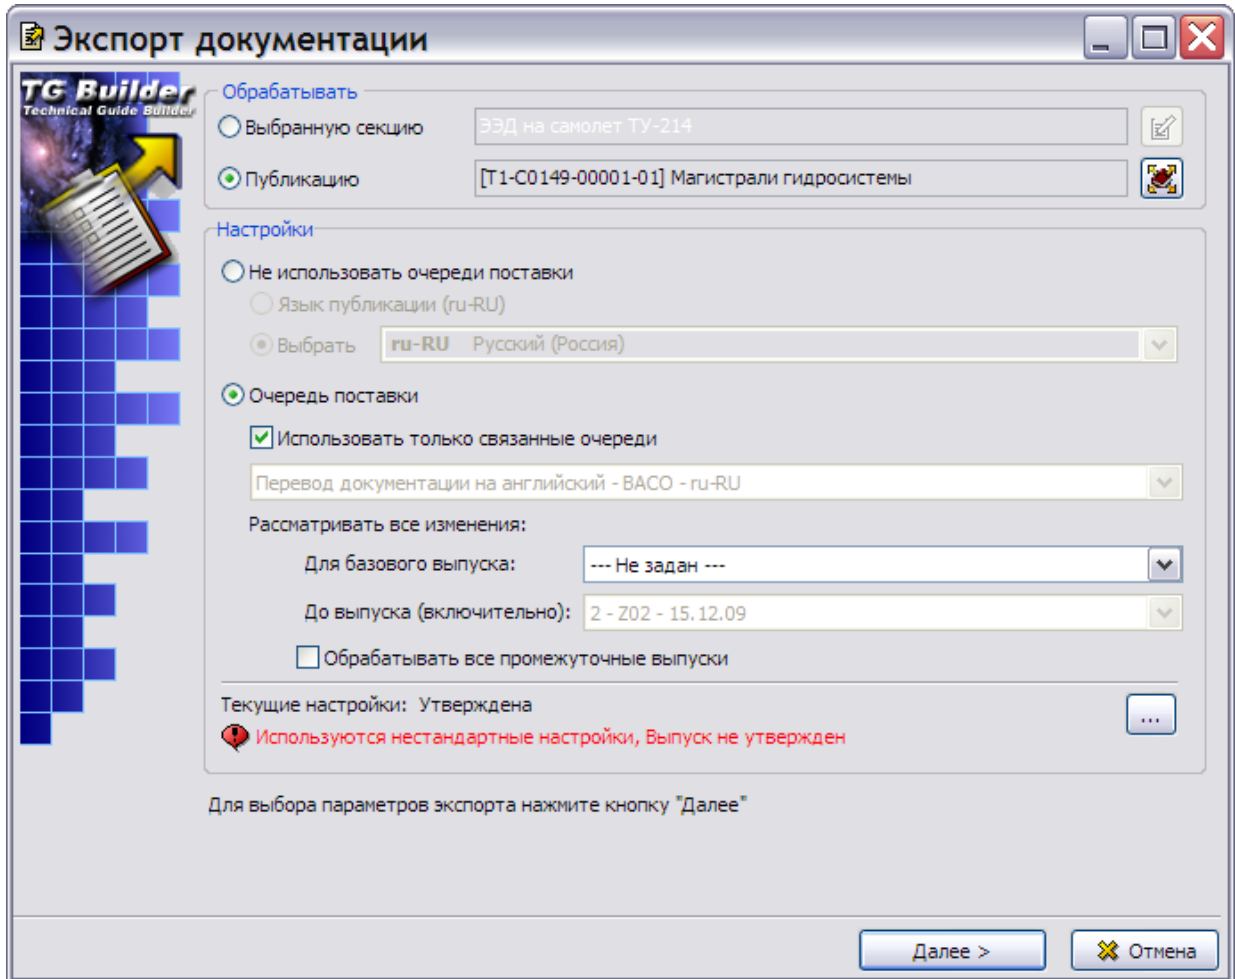 Экспорт документации
TG Builder
Technical Guide Builder
Обрабатывать
Выбранную секцию ЭЭД на самолет ТУ-214
Публикацию [T1-C0149-00001-01] Магистрали гидросистемы
Настройки
Не использовать очереди поставки
Язык публикации (ru-RU)
Выбрать ru-RU Русский (Россия)
Очередь поставки
Использовать только связанные очереди
Перевод документации на английский - ВАСО - ru-RU
Рассматривать все изменения:
Для базового выпуска: --- Не задан ---
До выпуска (включительно): 2 - Z02 - 15.12.09
Обрабатывать все промежуточные выпуски
Текущие настройки: Утверждена ...
Используются нестандартные настройки, Выпуск не утвержден
Для выбора параметров экспорта нажмите кнопку "Далее"
Далее > Отмена